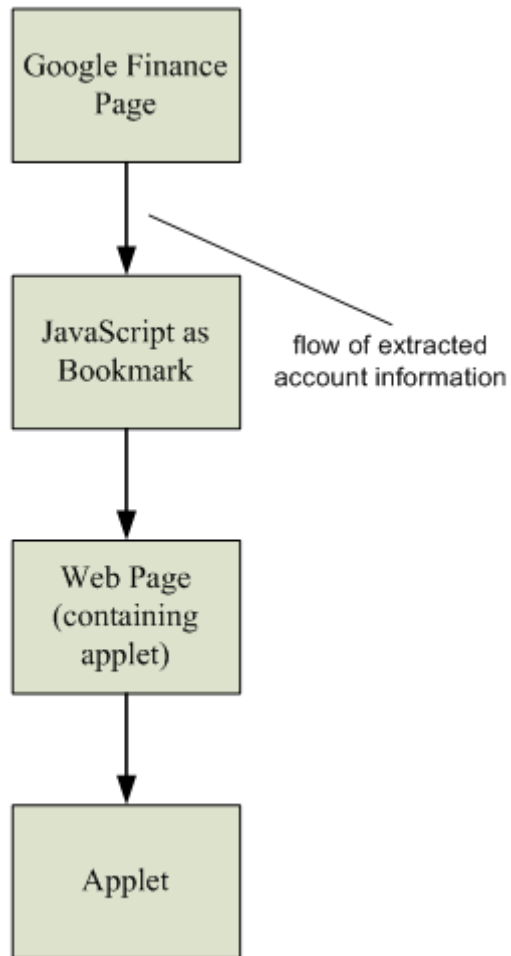 Google Finance
Page
JavaScript as
Bookmark
flow of extracted
account information
Web Page
(containing
applet)
Applet